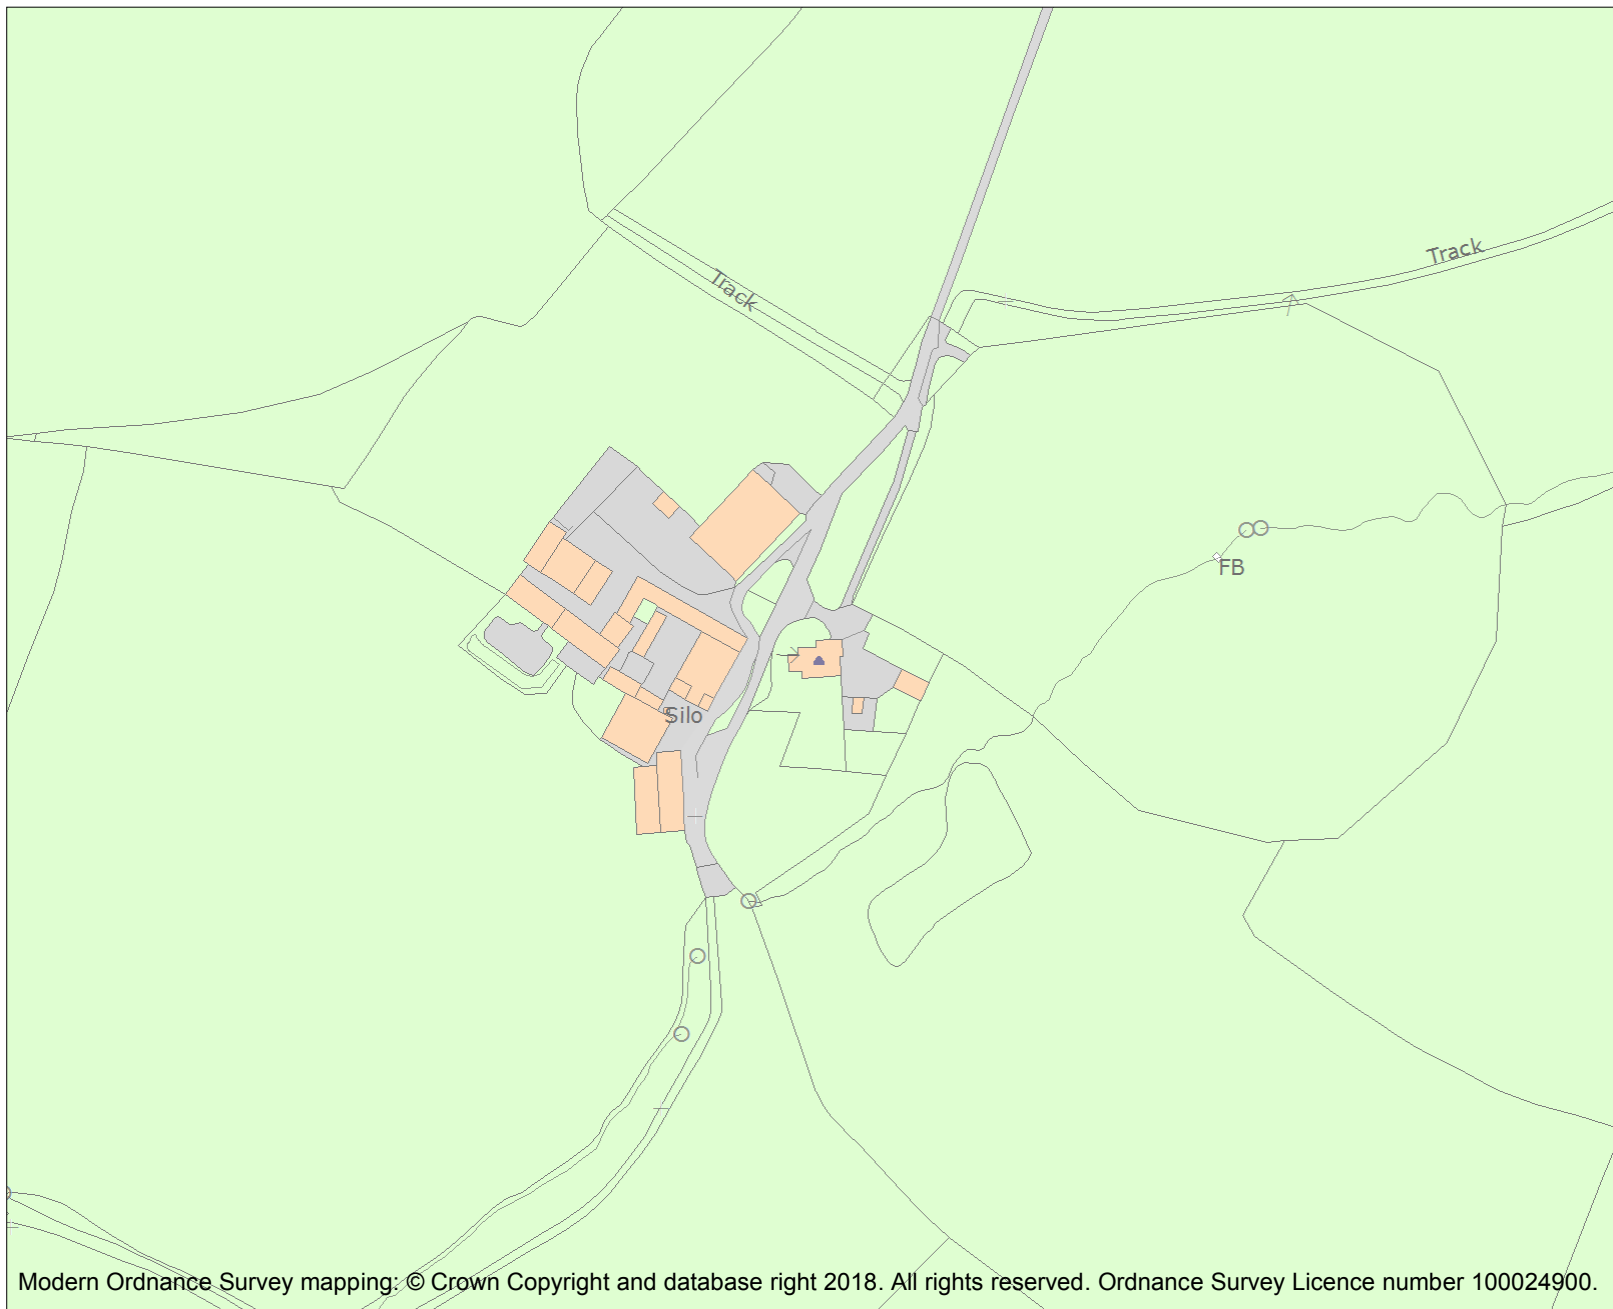 Track
Track
FB
Silo
Modern Ordnance Survey mapping: © Crown Copyright and database right 2018. All rights reserved. Ordnance Survey Licence number 100024900.